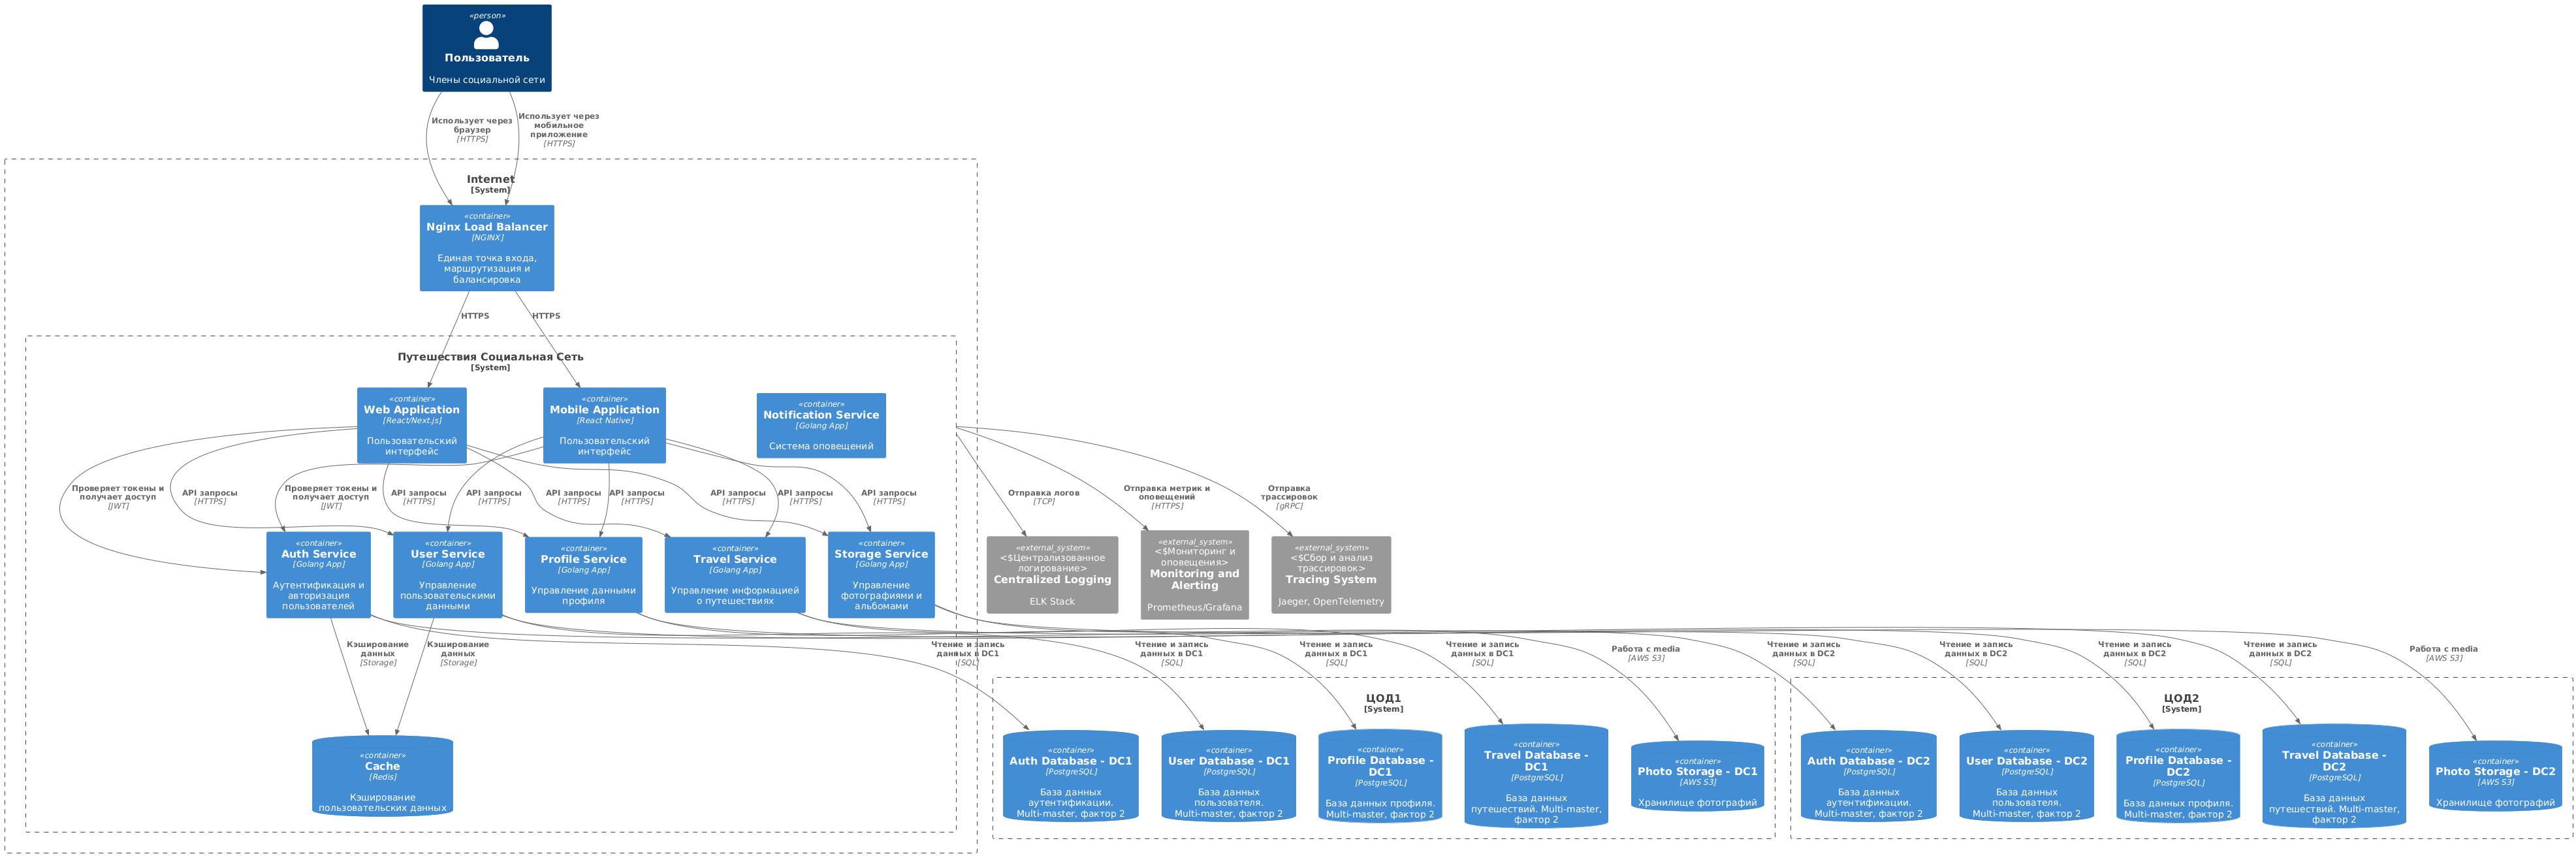 «person»
Пользователь
Члены социальной сети
Использует через
браузер
[HTTPS]
Использует через
мобильное
приложение
[HTTPS]
Internet
[System]
«container»
Nginx Load Balancer
[NGINX]
Единая точка входа,
маршрутизация и
балансировка
HTTPS
HTTPS
Путешествия Социальная Сеть
[System]
«container»
Web Application
[React/Next.js]
Пользовательский
интерфейс
«container»
Mobile Application
[React Native]
Пользовательский
интерфейс
«container»
Notification Service
[Golang App]
Система оповещений
Проверяет токены и
получает доступ
[JWT]
API запросы
[HTTPS]
Проверяет токены и
получает доступ
[JWT]
API запросы
[HTTPS]
API запросы
[HTTPS]
API запросы
[HTTPS]
API запросы
[HTTPS]
API запросы
[HTTPS]
API запросы
[HTTPS]
API запросы
[HTTPS]
Отправка логов
[TCP]
Отправка метрик и
оповещений
[HTTPS]
Отправка
трассировок
[gRPC]
«container»
Auth Service
[Golang App]
Аутентификация и
авторизация
пользователей
«container»
User Service
[Golang App]
Управление
пользовательскими
данными
«container»
Profile Service
[Golang App]
Управление данными
профиля
«container»
Travel Service
[Golang App]
Управление информацией
о путешествиях
«container»
Storage Service
[Golang App]
Управление
фотографиями и
альбомами
«external_system»
<$Централизованное
логирование>
Centralized Logging
ELK Stack
«external_system»
<$Мониторинг и
оповещения>
Monitoring and
Alerting
Prometheus/Grafana
«external_system»
<$Сбор и анализ
трассировок>
Tracing System
Jaeger, OpenTelemetry
Кэширование
данных
[Storage]
Кэширование
данных
[Storage]
Чтение и запись
данных в DC1
[SQL]
Чтение и запись
данных в DC1
[SQL]
Чтение и запись
данных в DC1
[SQL]
Чтение и запись
данных в DC1
[SQL]
Работа с media
[AWS S3]
Чтение и запись
данных в DC2
[SQL]
Чтение и запись
данных в DC2
[SQL]
Чтение и запись
данных в DC2
[SQL]
Чтение и запись
данных в DC2
[SQL]
Работа с media
[AWS S3]
«container»
Cache
[Redis]
Кэширование
пользовательских данных
ЦОД1
[System]
«container»
Auth Database - DC1
[PostgreSQL]
База данных
аутентификации.
Multi-master, фактор 2
«container»
User Database - DC1
[PostgreSQL]
База данных
пользователя.
Multi-master, фактор 2
«container»
Profile Database -
DC1
[PostgreSQL]
База данных профиля.
Multi-master, фактор 2
«container»
Travel Database -
DC1
[PostgreSQL]
База данных
путешествий. Multi-master,
фактор 2
«container»
Photo Storage - DC1
[AWS S3]
Хранилище фотографий
ЦОД2
[System]
«container»
Auth Database - DC2
[PostgreSQL]
База данных
аутентификации.
Multi-master, фактор 2
«container»
User Database - DC2
[PostgreSQL]
База данных
пользователя.
Multi-master, фактор 2
«container»
Profile Database -
DC2
[PostgreSQL]
База данных профиля.
Multi-master, фактор 2
«container»
Travel Database -
DC2
[PostgreSQL]
База данных
путешествий. Multi-master,
фактор 2
«container»
Photo Storage - DC2
[AWS S3]
Хранилище фотографий